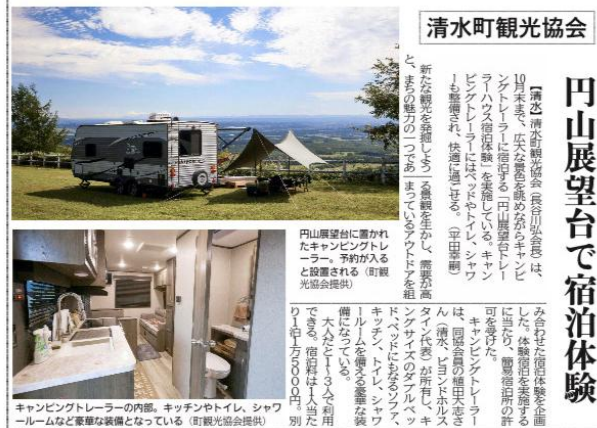 清水町観光協会
円山展望台で宿泊体験
【清水】清水町観光協会（長谷川弘会長）は、
10月末まで、広大な景色を眺めながらキャンピ
ングトレーラーに宿泊する「円山展望台トレー
ラーハウス宿泊体験」を実施している。キャン
ピングトレーラーにはベッドやトイレ、シャワ
ーも整備され、快適に過ごせる。（平田幸嗣）
新たな観光を発掘しよう
と、まちの魅力の一つであ
る景観を生かし、需要が高
まっているアウトドアを組
み合わせた宿泊体験を企画
した。体験宿泊を実施する
に当たり、簡易宿泊所の許
可を受けた。
キャンピングトレーラー
は、同協会員の植田大志さ
ん（清水、ビヨンドホルス
タイン代表）が所有し、キ
ングサイズのダブルベッ
ド、ベッドにもなるソファ、
キッチン、トイレ、シャワ
ールームを備える豪華な装
備になっている。
大人だと1〜3人で利用
できる。宿泊料は1人当た
り1泊1万5000円。別
円山展望台に置かれ
たキャンピングトレ
ーラー。予約が入る
と設置される（町観
光協会提供）
キャンピングトレーラーの内部。キッチンやトイレ、シャワ
ールームなど豪華な装備となっている（町観光協会提供）